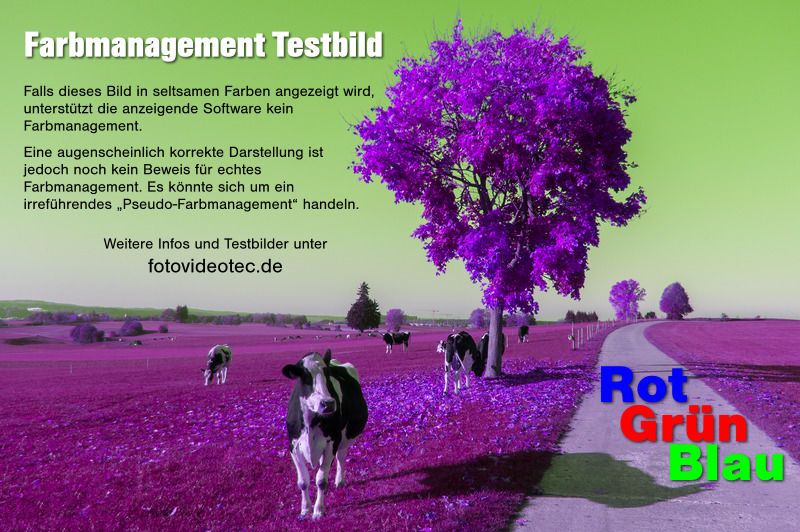 Farbmanagement Testbild
Falls dieses Bild in seltsamen Farben angezeigt wird,
unterstützt die anzeigende Software kein
Farbmanagement.
Eine augenscheinlich korrekte Darstellung ist
jedoch noch kein Beweis für echtes
Farbmanagement. Es könnte sich um ein
irreführendes „Pseudo-Farbmanagement“ handeln.
Weitere Infos und Testbilder unter
fotovideotec.de
Rot
Grün
Blau